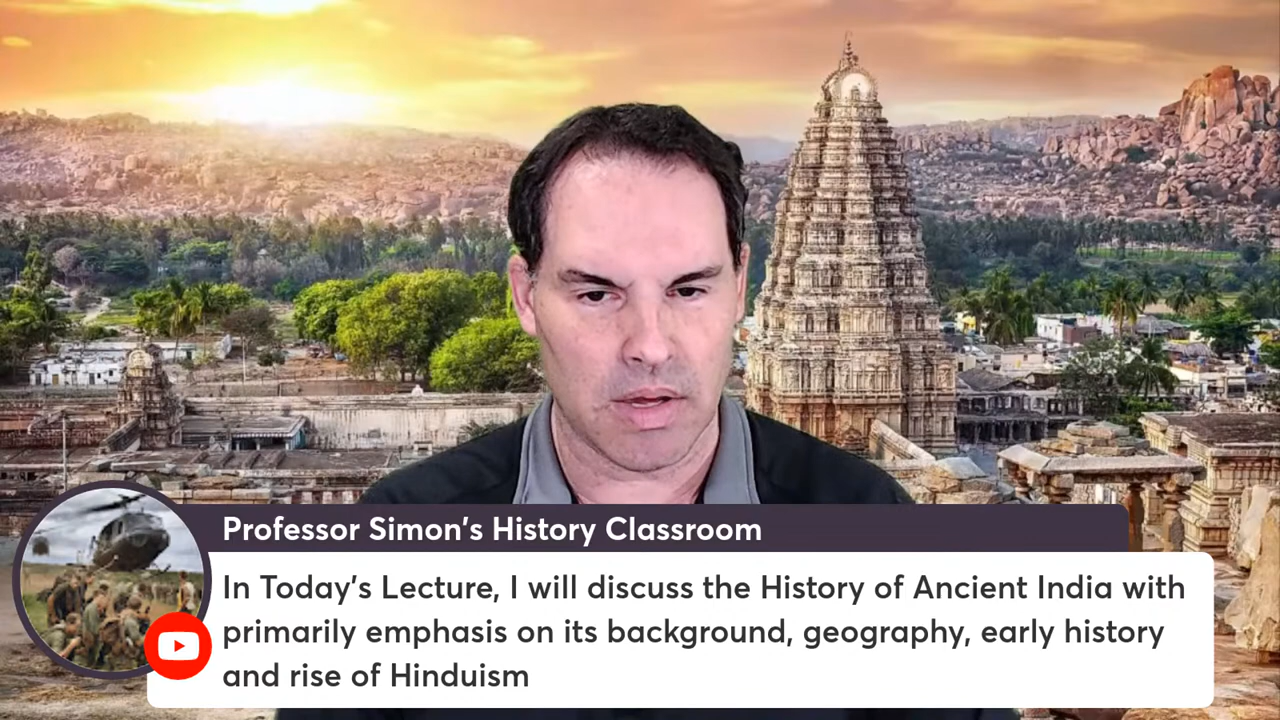 Professor Simon's History Classroom
In Today's Lecture, I will discuss the History of Ancient India with
primarily emphasis on its background, geography, early history
and rise of Hinduism